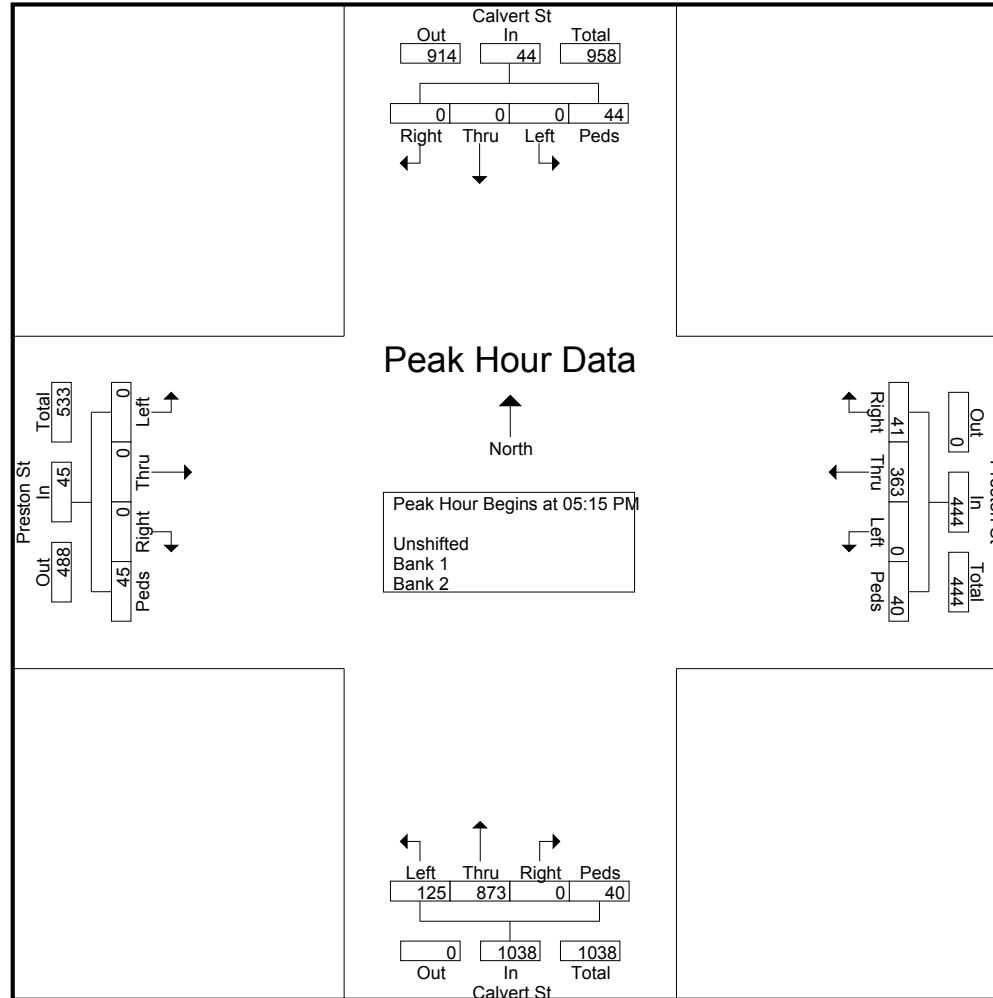 Calvert St
Out In Total
914 44 958
0 0 0 44
Right Thru Left Peds
Peak Hour Data
North
Peak Hour Begins at 05:15 PM
Unshifted
Bank 1
Bank 2
Preston St
Total In Out
533 45 488
0 0 0 45
Left Thru Right Peds
Out In Total
0 444 444
41 363 0 40
Right Thru Left Peds
Left Thru Right Peds
125 873 0 40
0 1038 1038
Out In Total
Calvert St